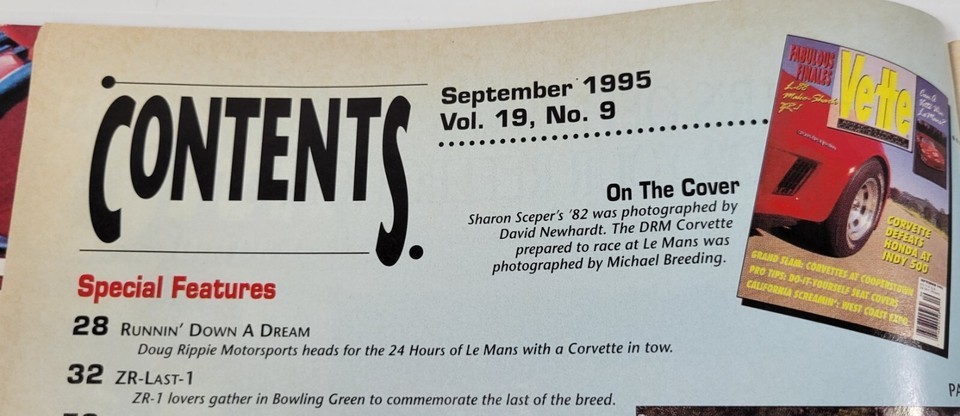 CONTENTS.
September 1995
Vol. 19, No. 9
On The Cover
Sharon Sceper's '82 was photographed by
David Newhardt. The DRM Corvette
prepared to race at Le Mans was
photographed by Michael Breeding.
FABULOUS
FINALES
Vette
CORVETTE
DEFEATS
HONDA AT
INDY 500
GRAND SLAM: CORVETTES AT COOPERSTOWN
PRO TIPS: DO-IT-YOURSELF SEAT COVERS
CALIFORNIA SCREAMIN': WEST COAST EXPO
Special Features
28 RUNNIN' DOWN A DREAM
Doug Rippie Motorsports heads for the 24 Hours of Le Mans with a Corvette in tow.
32 ZR-LAST-1
ZR-1 lovers gather in Bowling Green to commemorate the last of the breed.
PA